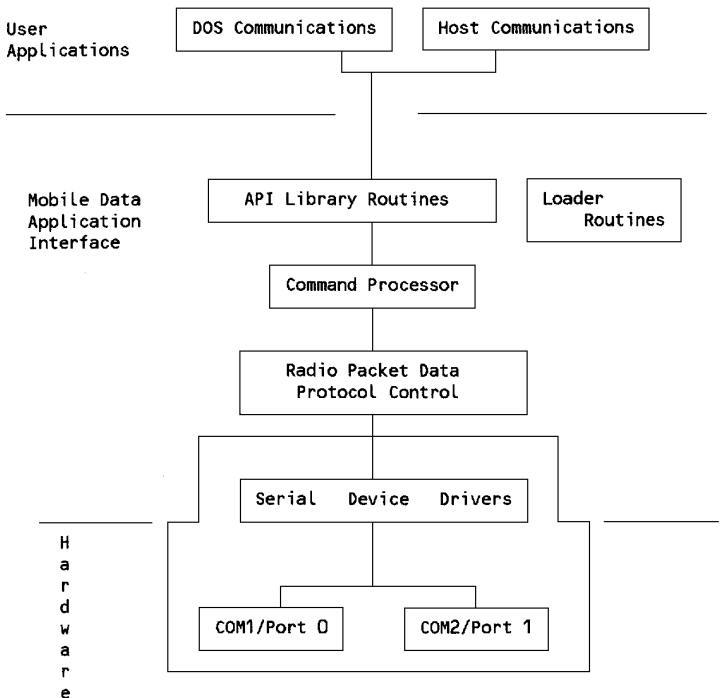 User
Applications
DOS Communications
Host Communications
Mobile Data
Application
Interface
API Library Routines
Loader
Routines
Command Processor
Radio Packet Data
Protocol Control
Serial Device Drivers
H
a
r
d
w
a
r
e
COM1/Port 0
COM2/Port 1